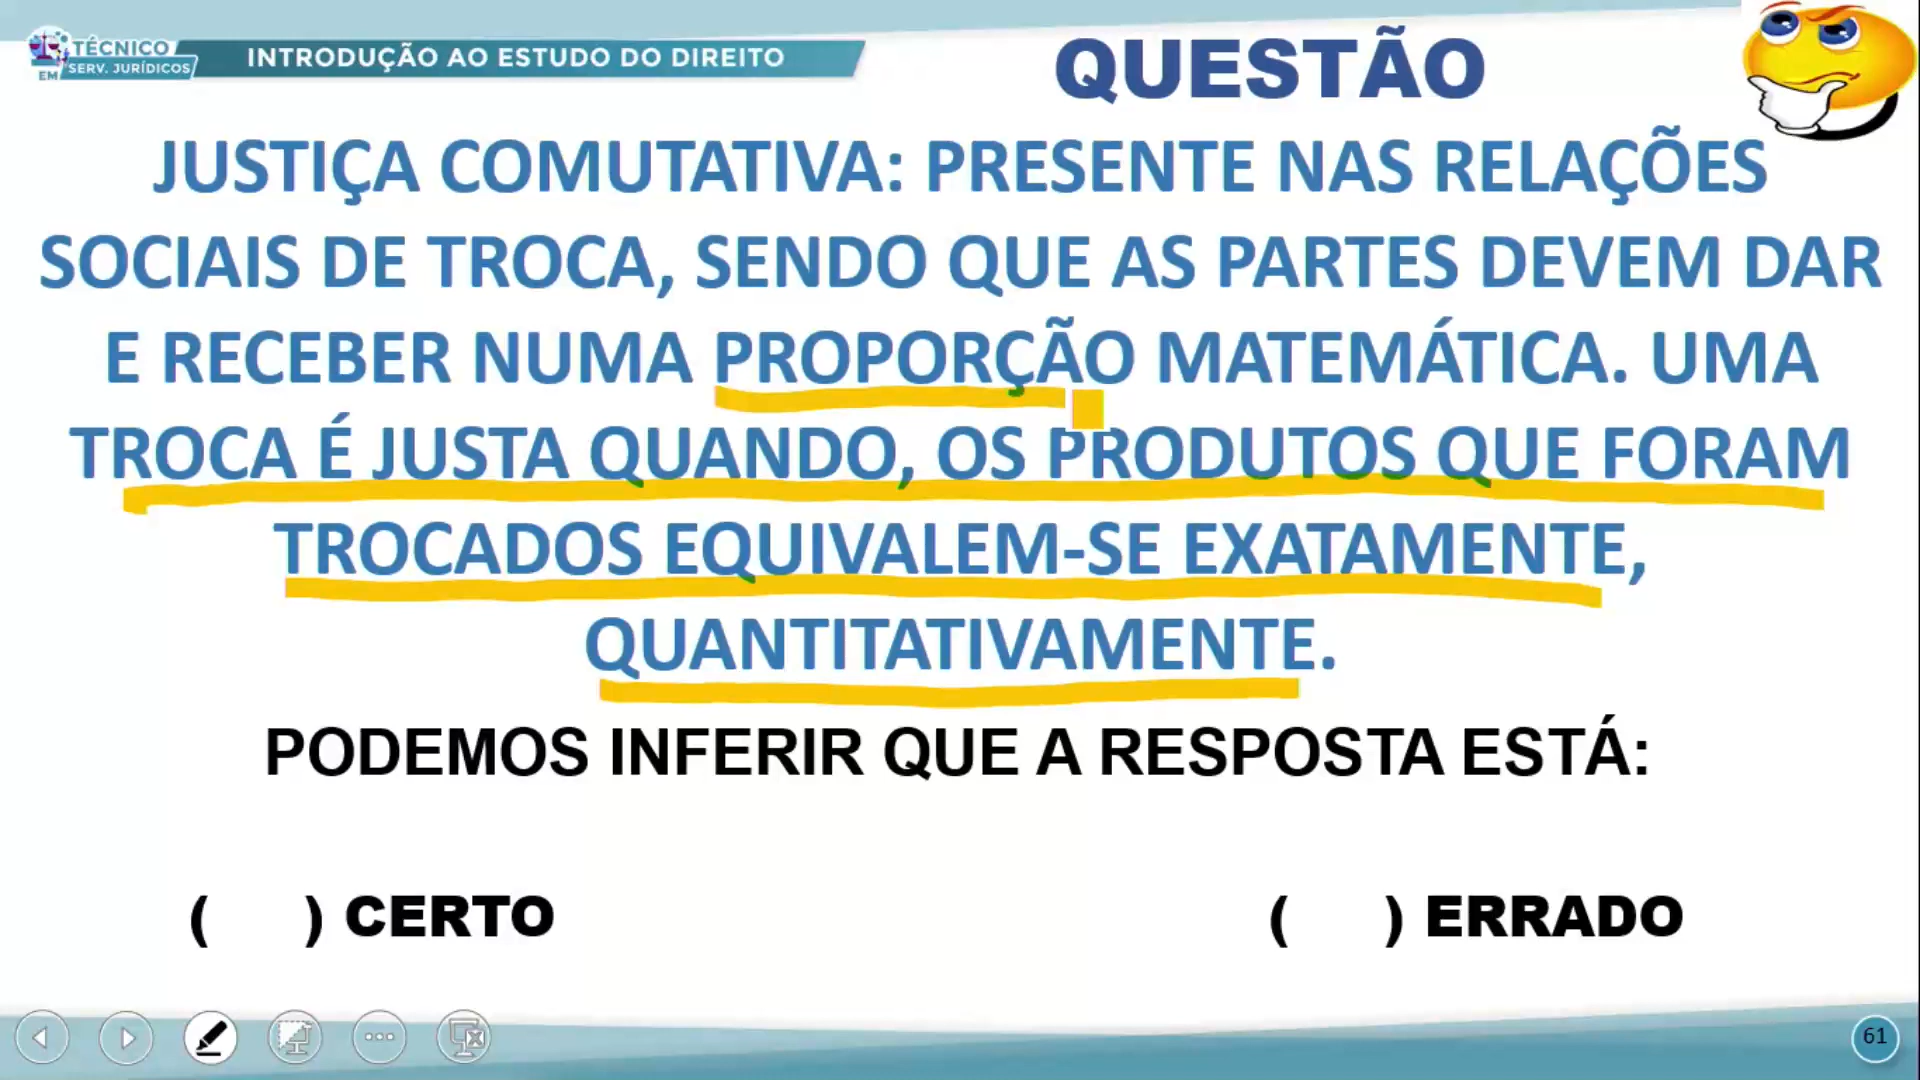 TÉCNICO
EM SERV. JURÍDICOS
INTRODUÇÃO AO ESTUDO DO DIREITO
QUESTÃO
JUSTIÇA COMUTATIVA: PRESENTE NAS RELAÇÕES
SOCIAIS DE TROCA, SENDO QUE AS PARTES DEVEM DAR
E RECEBER NUMA PROPORÇÃO MATEMÁTICA. UMA
TROCA É JUSTA QUANDO, OS PRODUTOS QUE FORAM
TROCADOS EQUIVALEM-SE EXATAMENTE,
QUANTITATIVAMENTE.
PODEMOS INFERIR QUE A RESPOSTA ESTÁ:
( ) CERTO
( ) ERRADO
61